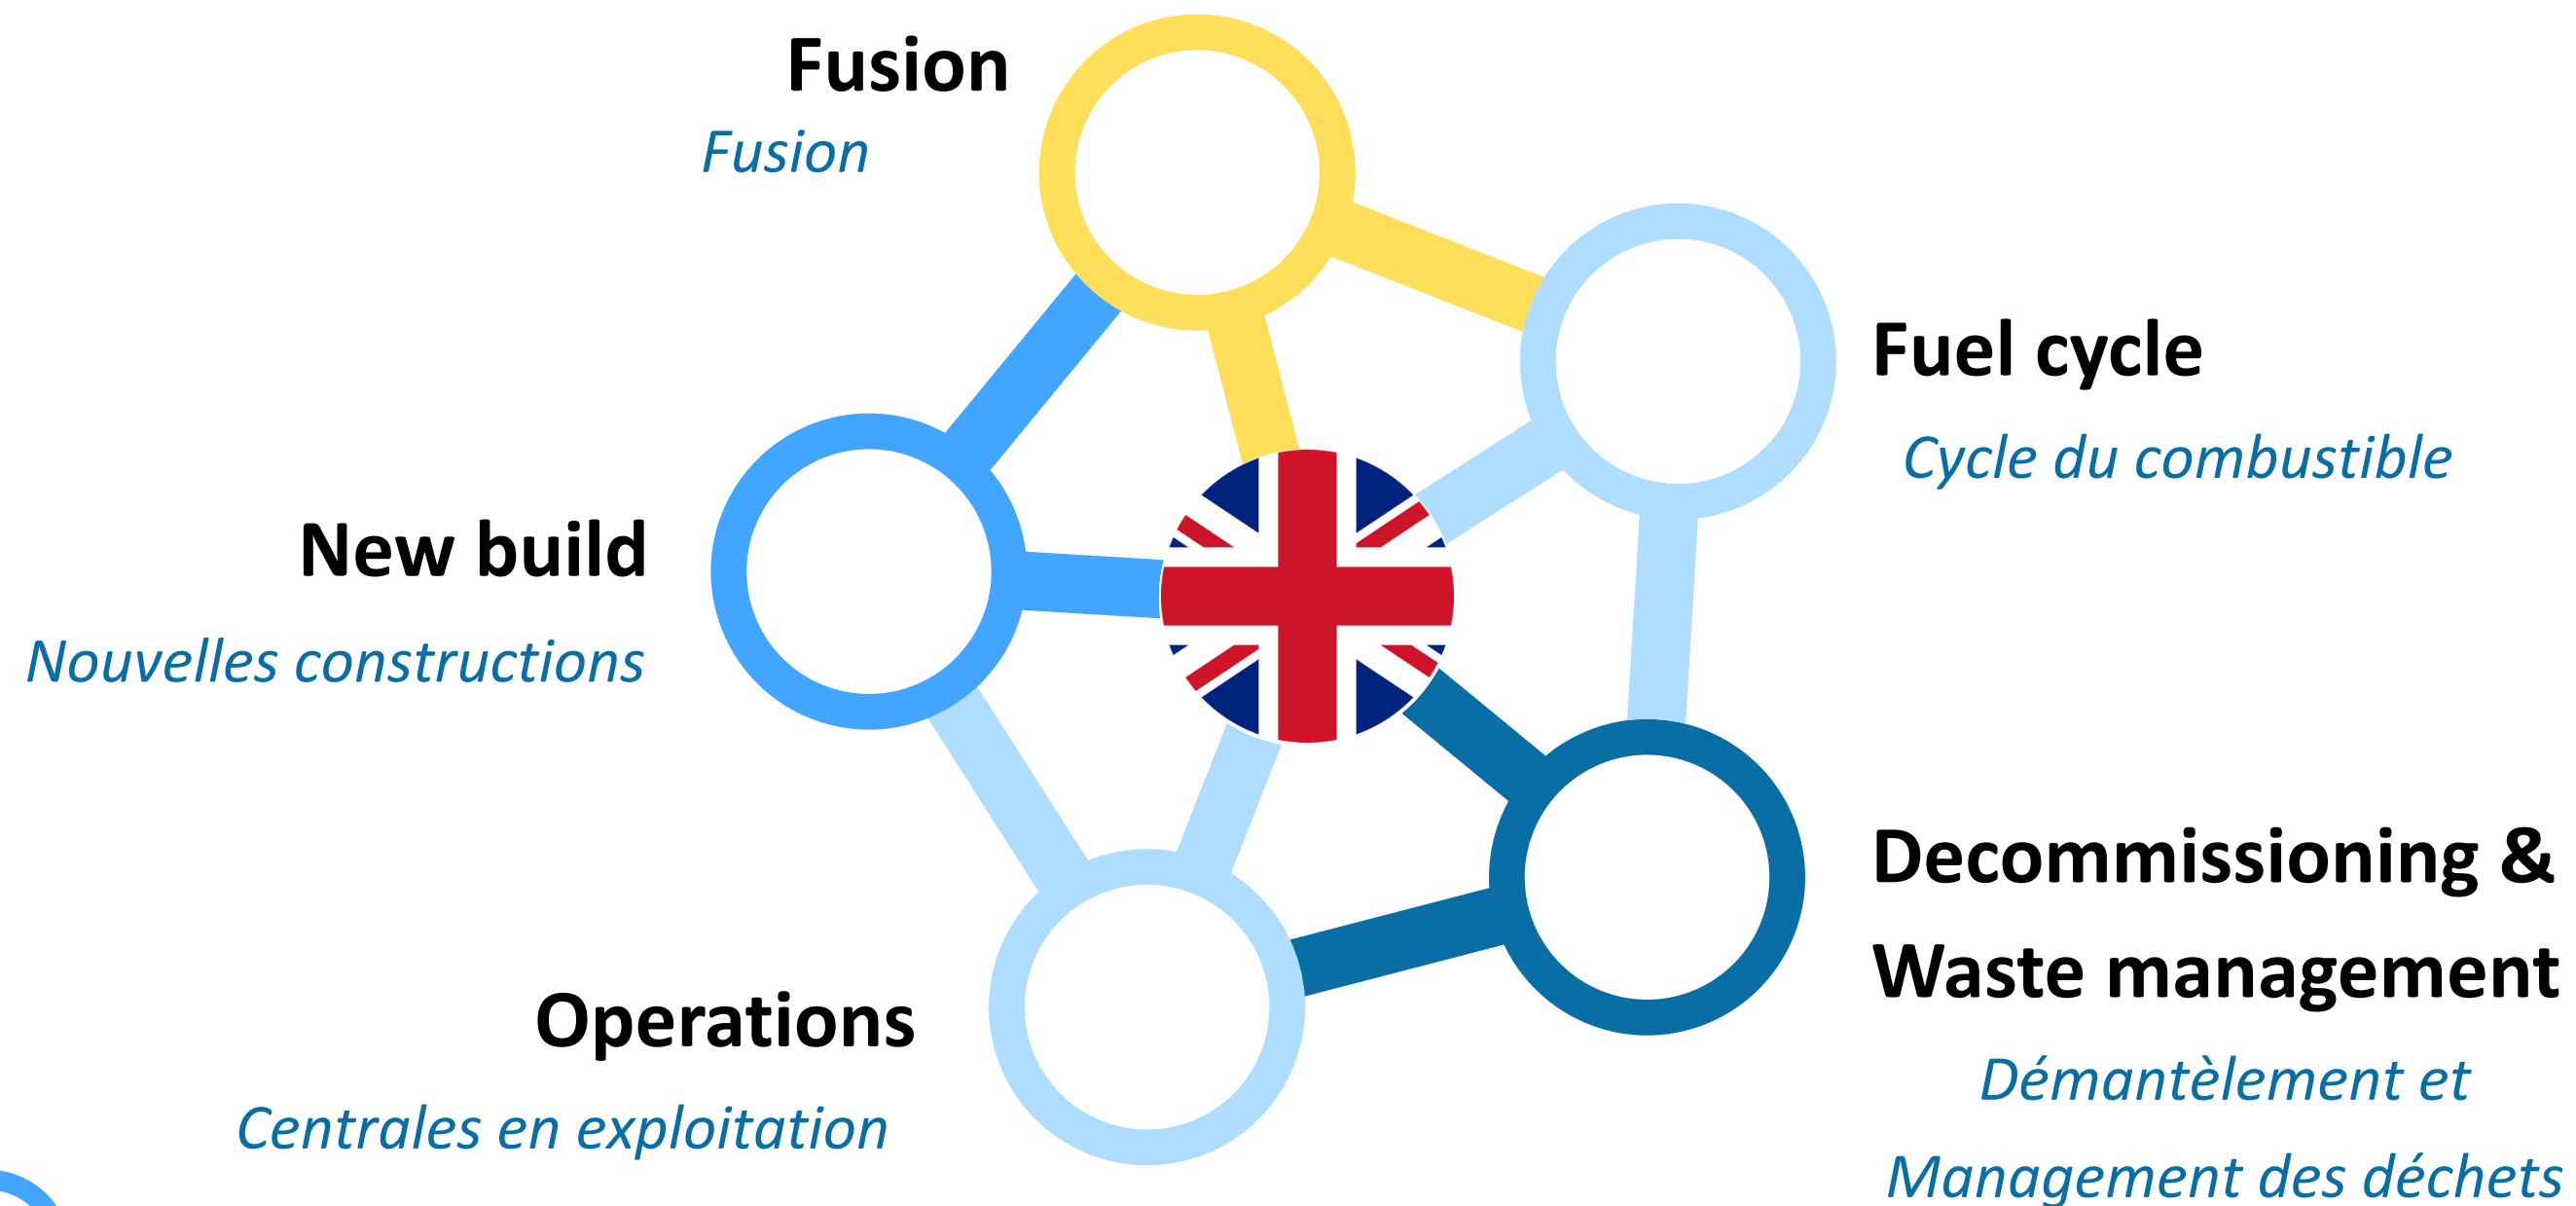 Fusion
Fusion
Fuel cycle
Cycle du combustible
New build
Nouvelles constructions
Decommissioning &
Waste management
Démantèlement et
Management des déchets
Operations
Centrales en exploitation